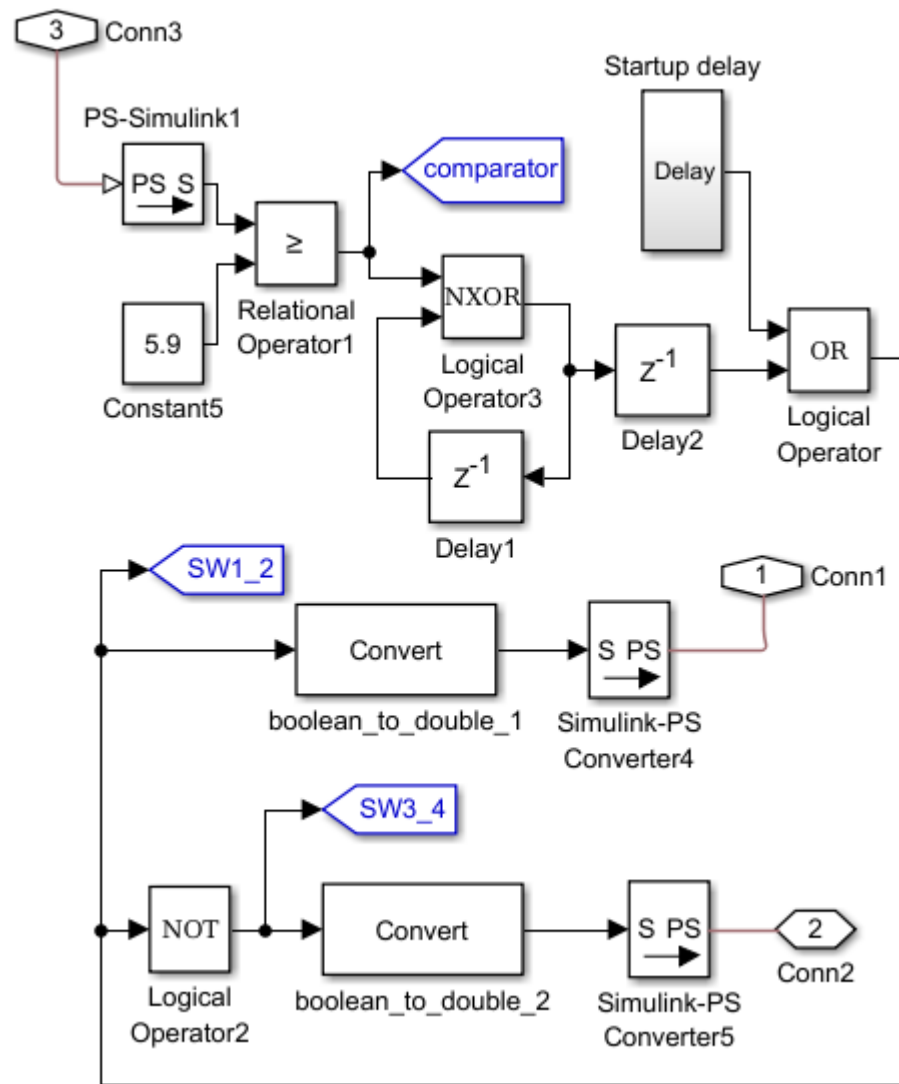 3
Conn3
Startup delay
PS-Simulink1
PS S
comparator
Delay
≥
NXOR
Relational
Operator1
5.9
Constant5
Logical
Operator3
Z-1
Delay2
OR
Logical
Operator
Z-1
Delay1
SW1_2
1
Conn1
Convert
S PS
boolean_to_double_1
Simulink-PS
Converter4
SW3_4
NOT
Convert
S PS
2
Logical
Operator2
boolean_to_double_2
Simulink-PS
Converter5
Conn2